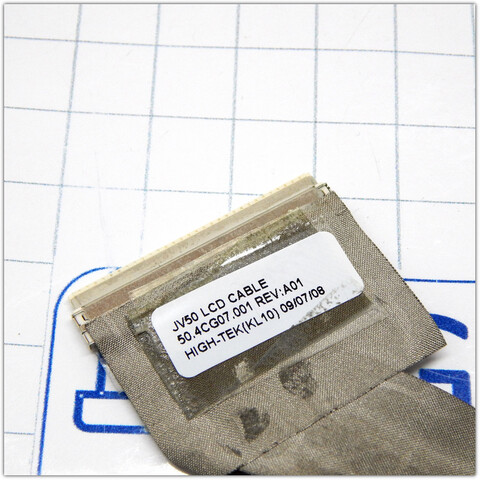 JV50 LCD CABLE
50.4CG07.001 REV:A01
HIGH-TEK(KL10) 09/07/08